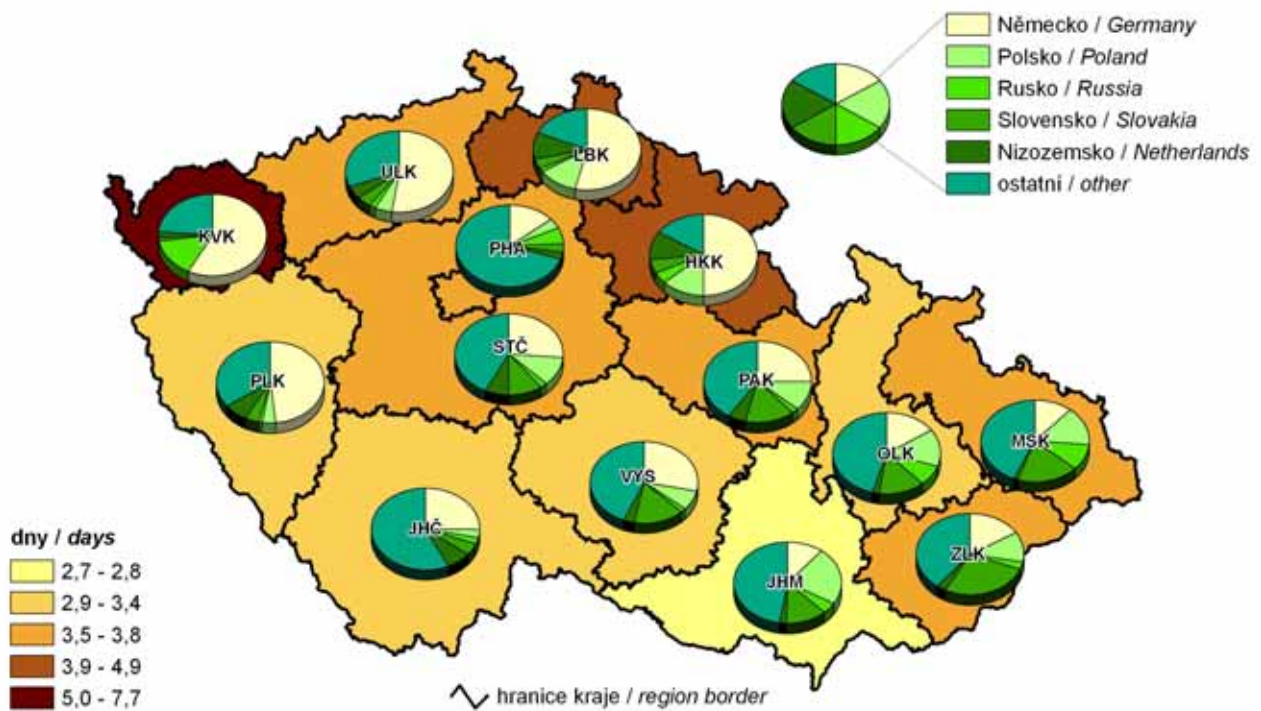 Německo / Germany
Polsko / Poland
Rusko / Russia
Slovensko / Slovakia
Nizozemsko / Netherlands
ostatní / other
ULK
LBK
KVK
PHA
HKK
STČ
PLK
PAK
OLK
MSK
VYS
JHČ
ZLK
JHM
dny / days
2,7 - 2,8
2,9 - 3,4
3,5 - 3,8
3,9 - 4,9
5,0 - 7,7
hranice kraje / region border